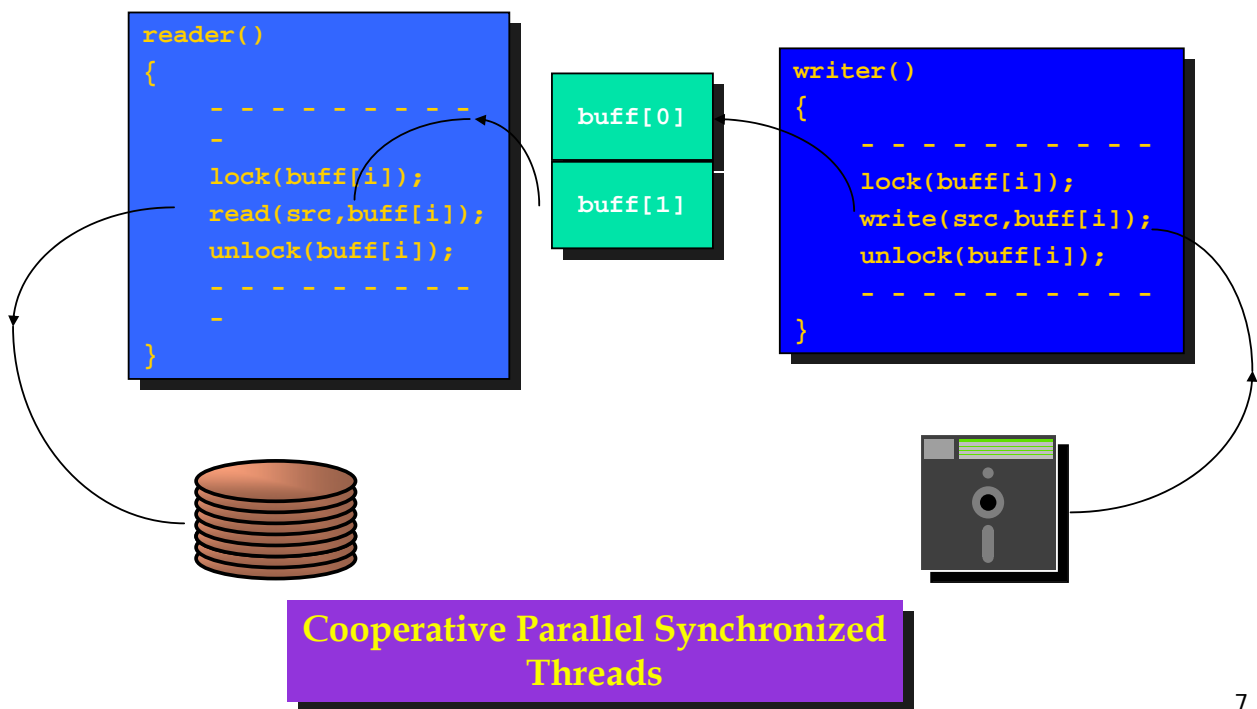 reader()
{
- - - - - - - - -
-
lock(buff[i]);
read(src,buff[i]);
unlock(buff[i]);
- - - - - - - - -
-
}
buff[0]
buff[1]
writer()
{
- - - - - - - - - -
lock(buff[i]);
write(src,buff[i]);
unlock(buff[i]);
- - - - - - - - - -
}
Cooperative Parallel Synchronized
Threads
7